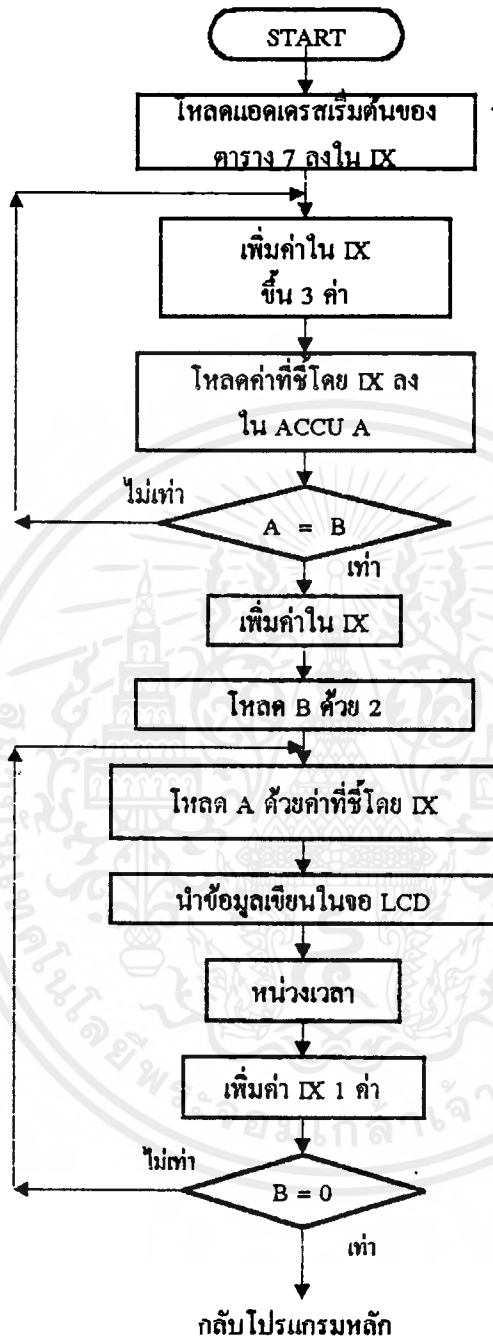 START
โหลดแอดเครสเริ่มต้นของ
ตาราง 7 ลงใน IX
เพิ่มค่าใน IX
ขึ้น 3 ค่า
โหลดค่าที่ชี้โดย IX ลง
ใน ACCU A
ไม่เท่า
A = B
เท่า
เพิ่มค่าใน IX
โหลด B ด้วย 2
โหลด A ด้วยค่าที่ชี้โดย IX
นำข้อมูลเขียนในจอ LCD
หน่วงเวลา
เพิ่มค่า IX 1 ค่า
ไม่เท่า
B = 0
เท่า
กลับโปรแกรมหลัก